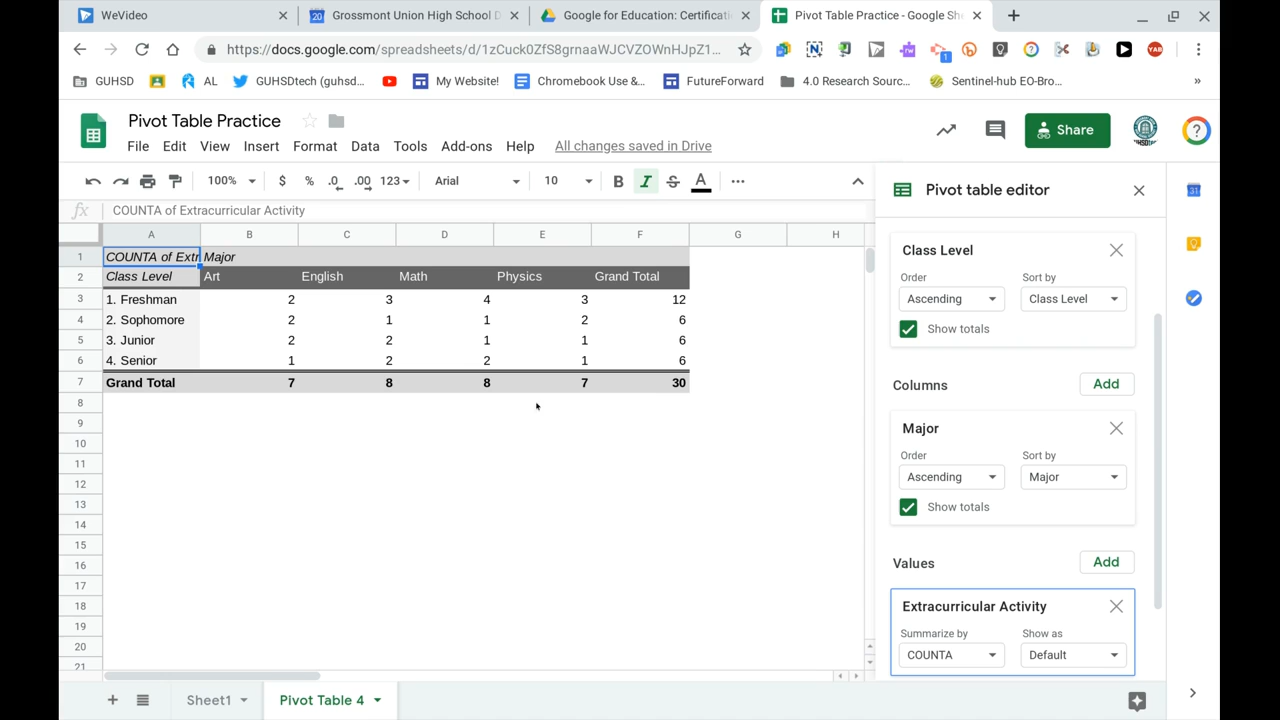 WeVideo
Grossmont Union High School D
Google for Education: Certificati
Pivot Table Practice - Google She
https://docs.google.com/spreadsheets/d/1zCuck0ZfS8grnaaWJCVZOWnHJpZ1...
GUHSD
AL
GUHSDtech (guhsd...
My Website!
Chromebook Use &...
FutureForward
4.0 Research Sourc...
Sentinel-hub EO-Bro...
»
Pivot Table Practice
File Edit View Insert Format Data Tools Add-ons Help All changes saved in Drive
Share
100% $ % .0 .00 123 Arial 10 B I S A
fx COUNTA of Extracurricular Activity
A B C D E F G H
1 COUNTA of Extr Major
2 Class Level Art English Math Physics Grand Total
3 1. Freshman 2 3 4 3 12
4 2. Sophomore 2 1 1 2 6
5 3. Junior 2 2 1 1 6
6 4. Senior 1 2 2 1 6
7 Grand Total 7 8 8 7 30
8
9
10
11
12
13
14
15
16
17
18
19
20
21
Sheet1
Pivot Table 4
Pivot table editor
Class Level
Order Sort by
Ascending Class Level
Show totals
Columns Add
Major
Order Sort by
Ascending Major
Show totals
Values Add
Extracurricular Activity
Summarize by Show as
COUNTA Default